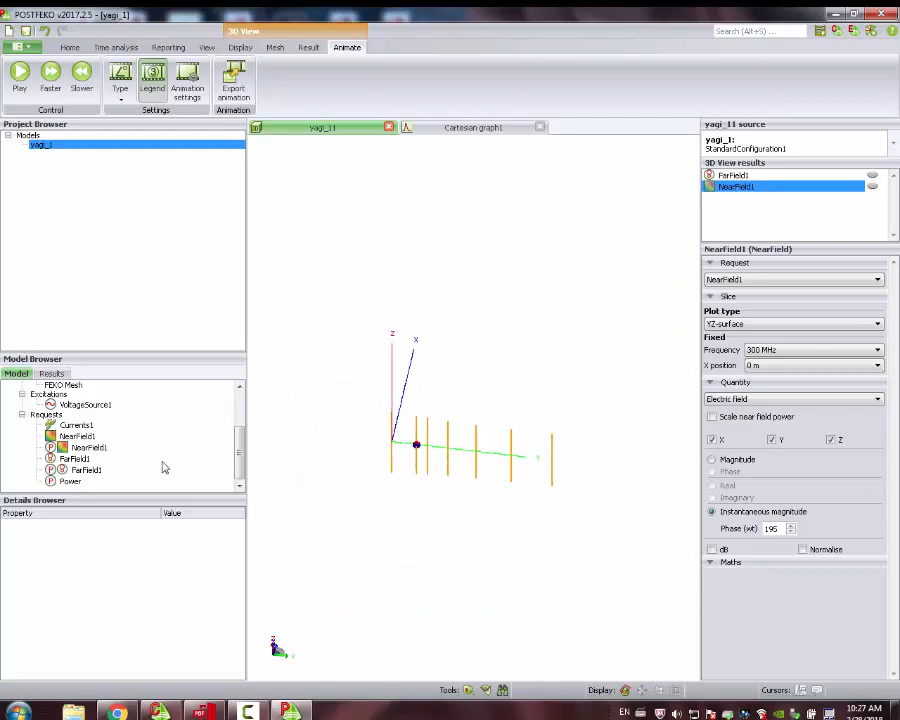 POSTFEKO v2017.2.5 - [yagi_1]
3D View
Home Time analysis Reporting View Display Mesh Result Animate
Search (Alt+S) ...
Play Faster Slower Type Legend Animation settings Export animation
Control Settings Animation
Project Browser
Models
yagi_1
Model Browser
Model Results
FEKO Mesh
Excitations
VoltageSource1
Requests
Currents1
NearField1
P NearField1
FarField1
P FarField1
P Power
Details Browser
Property Value
yagi_11 Cartesian graph1
Z
X
Y
Z
Y
yagi_11 source
yagi_1:
StandardConfiguration1
3D View results
FarField1
NearField1
NearField1 (NearField)
Request
NearField1
Slice
Plot type
YZ-surface
Fixed
Frequency 300 MHz
X position 0 m
Quantity
Electric field
Scale near field power
X Y Z
Magnitude
Phase
Real
Imaginary
Instantaneous magnitude
Phase (wt) 195
dB Normalise
Maths
Tools: Display: Cursors:
EN 10:27 AM